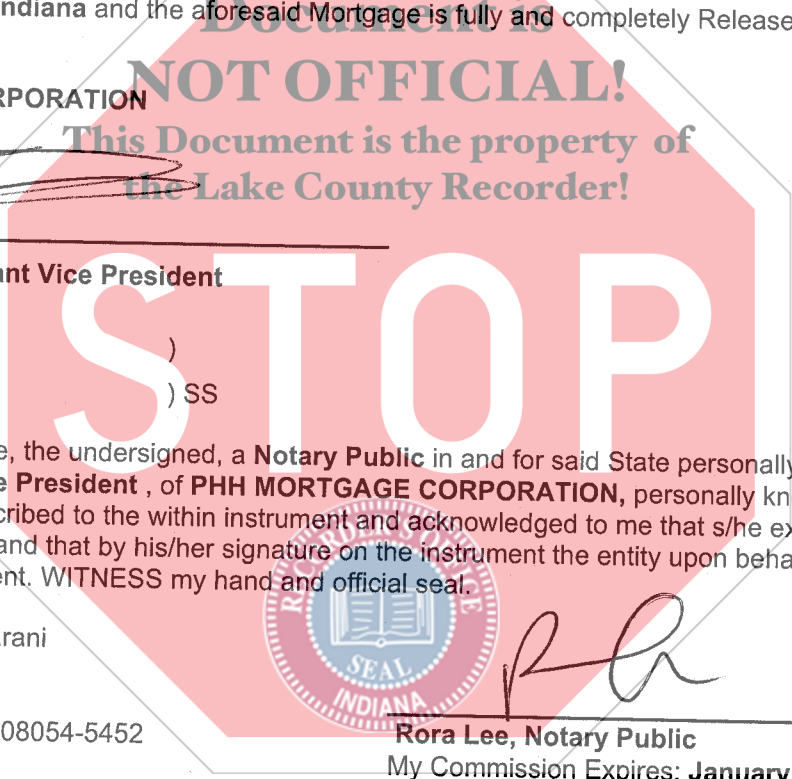 Indiana and the aforesaid Mortgage is fully and completely Release
Document is
NOT OFFICIAL!
RPORATION
This Document is the property of
the Lake County Recorder!
ant Vice President
STOP
)
) SS
e, the undersigned, a Notary Public in and for said State personally
e President , of PHH MORTGAGE CORPORATION, personally kn
cribed to the within instrument and acknowledged to me that s/he ex
and that by his/her signature on the instrument the entity upon beha
ent. WITNESS my hand and official seal.
RECORDER'S OFFICE
SEAL
INDIANA
rani
08054-5452
Rora Lee, Notary Public
My Commission Expires: January